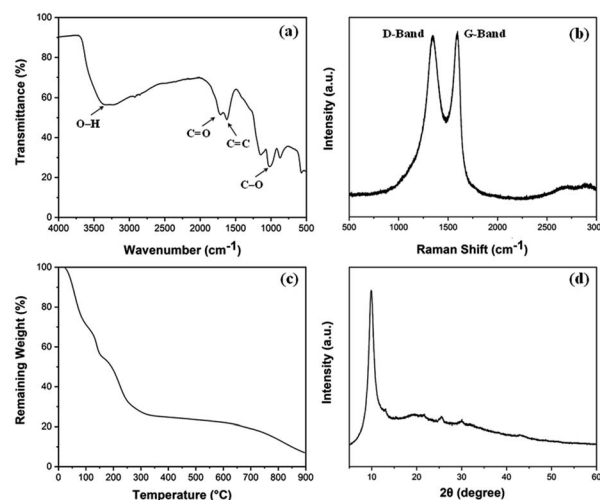 (a)
100
80
60
40
20
0
Transmittance (%)
O–H
C=O
C=C
C–O
4000 3500 3000 2500 2000 1500 1000 500
Wavenumber (cm-1)
D-Band G-Band (b)
Intensity (a.u.)
500 1000 1500 2000 2500 3000
Raman Shift (cm-1)
(c)
100
80
60
40
20
0
Remaining Weight (%)
0 100 200 300 400 500 600 700 800 900
Temperature (°C)
(d)
Intensity (a.u.)
10 20 30 40 50 60
2θ (degree)